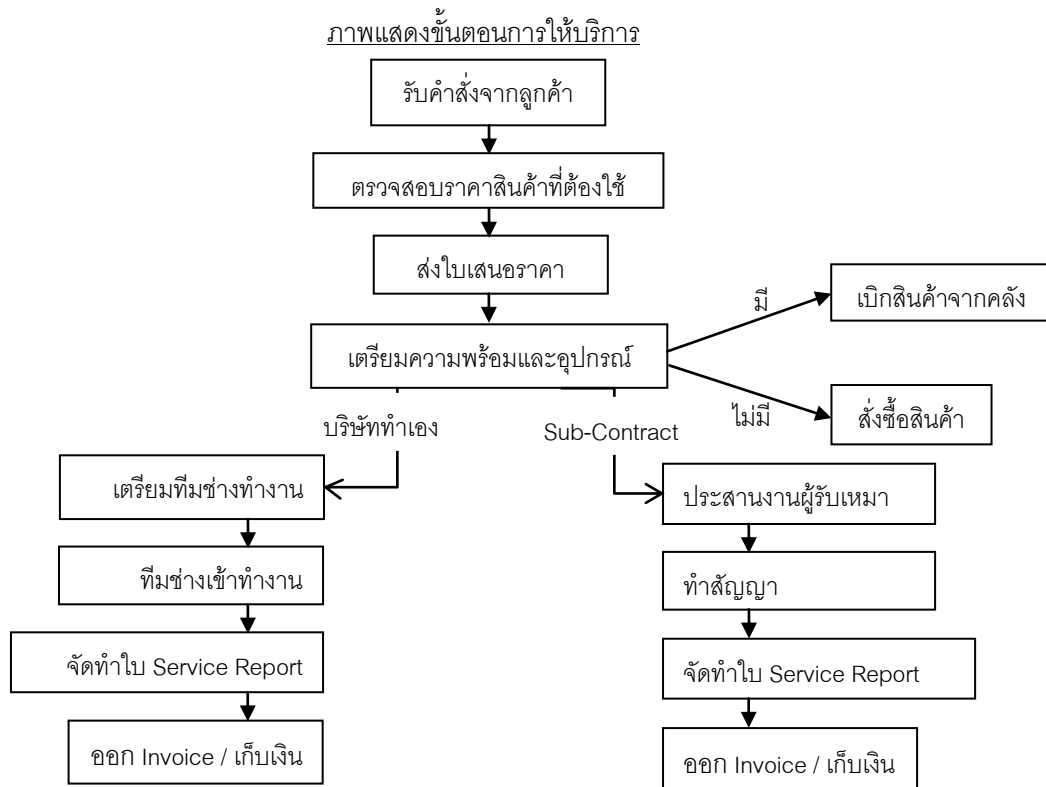 ภาพแสดงขั้นตอนการให้บริการ
รับคำสั่งจากลูกค้า
ตรวจสอบราคาสินค้าที่ต้องใช้
ส่งใบเสนอราคา
มี
เบิกสินค้าจากคลัง
เตรียมความพร้อมและอุปกรณ์
ไม่มี
สั่งซื้อสินค้า
บริษัททำเอง
Sub-Contract
เตรียมทีมช่างทำงาน
ประสานงานผู้รับเหมา
ทีมช่างเข้าทำงาน
ทำสัญญา
จัดทำใบ Service Report
จัดทำใบ Service Report
ออก Invoice / เก็บเงิน
ออก Invoice / เก็บเงิน